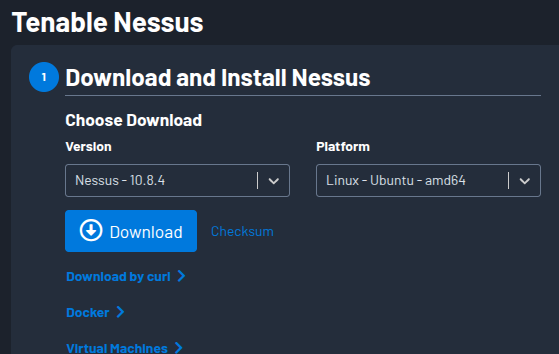 Tenable Nessus
1 Download and Install Nessus
Choose Download
Version Platform
Nessus - 10.8.4 Linux - Ubuntu - amd64
Download Checksum
Download by curl
Docker
Virtual Machines